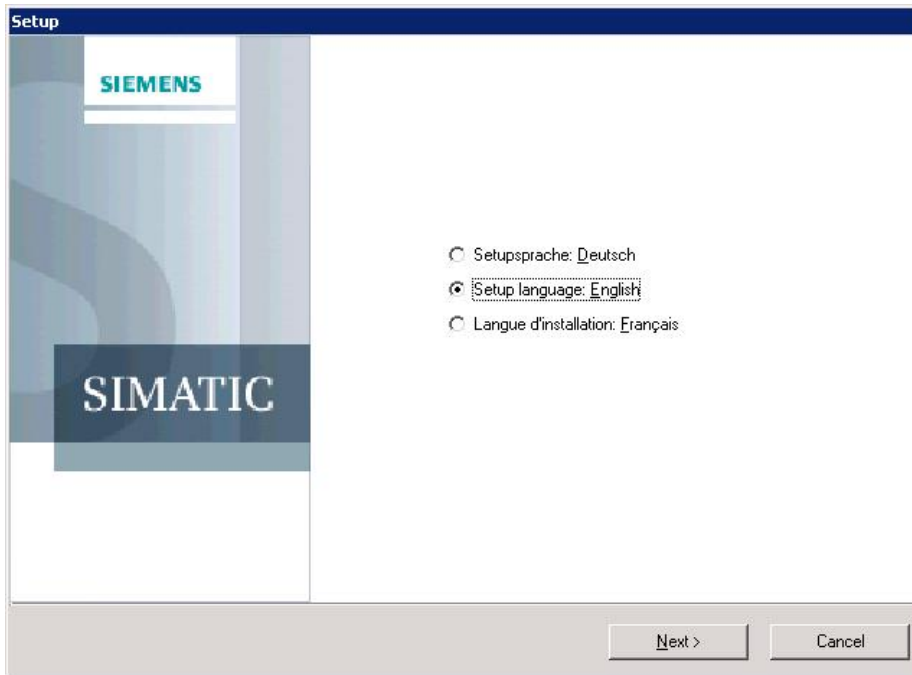 Setup
SIEMENS
Setupsprache: Deutsch
Setup language: English
Langue d'installation: Français
SIMATIC
Next >
Cancel